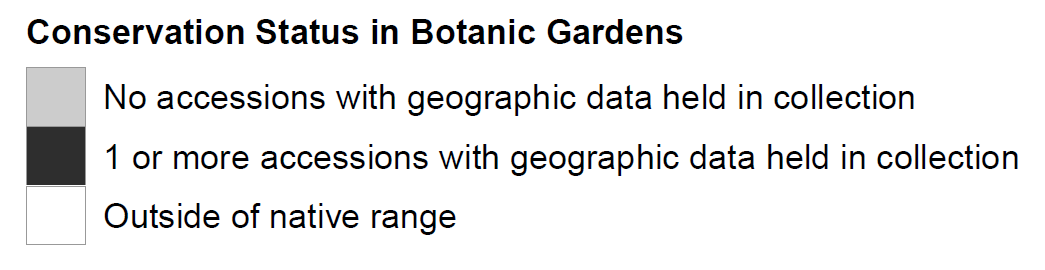 Conservation Status in Botanic Gardens
No accessions with geographic data held in collection
1 or more accessions with geographic data held in collection
Outside of native range